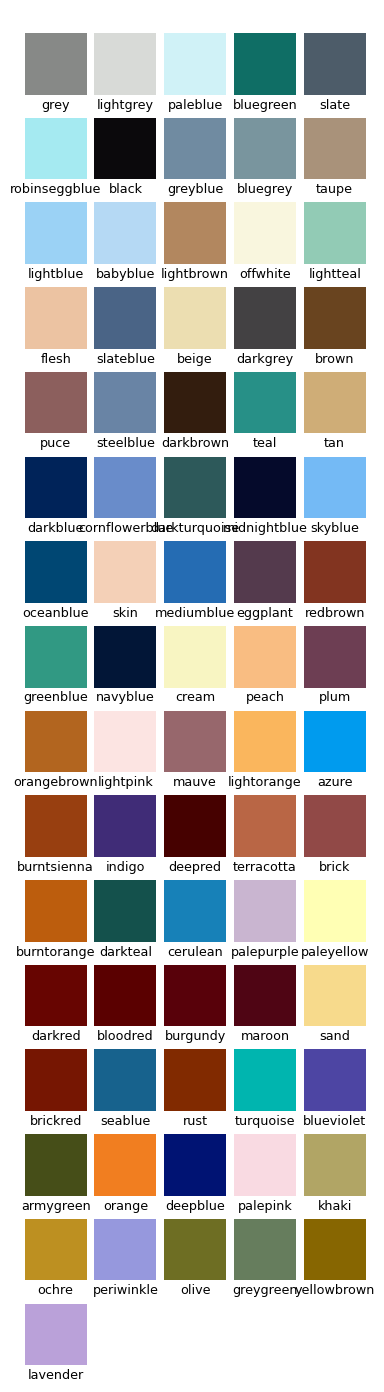 grey lightgrey paleblue bluegreen slate
robinseggblue black greyblue bluegrey taupe
lightblue babyblue lightbrown offwhite lightteal
flesh slateblue beige darkgrey brown
puce steelblue darkbrown teal tan
darkblue cornflowerblue darkturquoise midnightblue skyblue
oceanblue skin mediumblue eggplant redbrown
greenblue navyblue cream peach plum
orangebrown lightpink mauve lightorange azure
burntsienna indigo deepred terracotta brick
burntorange darkteal cerulean palepurple paleyellow
darkred bloodred burgundy maroon sand
brickred seablue rust turquoise blueviolet
armygreen orange deepblue palepink khaki
ochre periwinkle olive greygreen yellowbrown
lavender